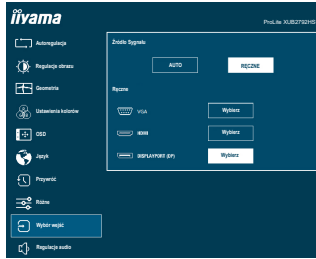 iiyama
ProLite XUB2792HS
Autoregulacja
Regulacje obrazu
Geometria
Ustawienia kolorów
OSD
Język
Przywróć
Różne
Wybór wejść
Regulacje audio
Źródło Sygnału
AUTO
RĘCZNE
Ręczne
VGA
Wybierz
HDMI
Wybierz
DISPLAYPORT (DP)
Wybierz